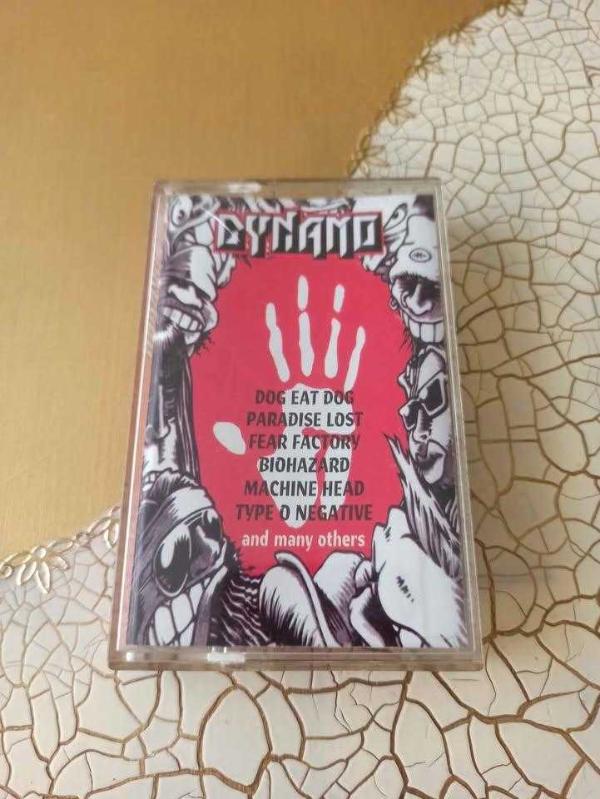 DYNAMO
DOG EAT DOG
PARADISE LOST
FEAR FACTORY
BIOHAZARD
MACHINE HEAD
TYPE O NEGATIVE
and many others